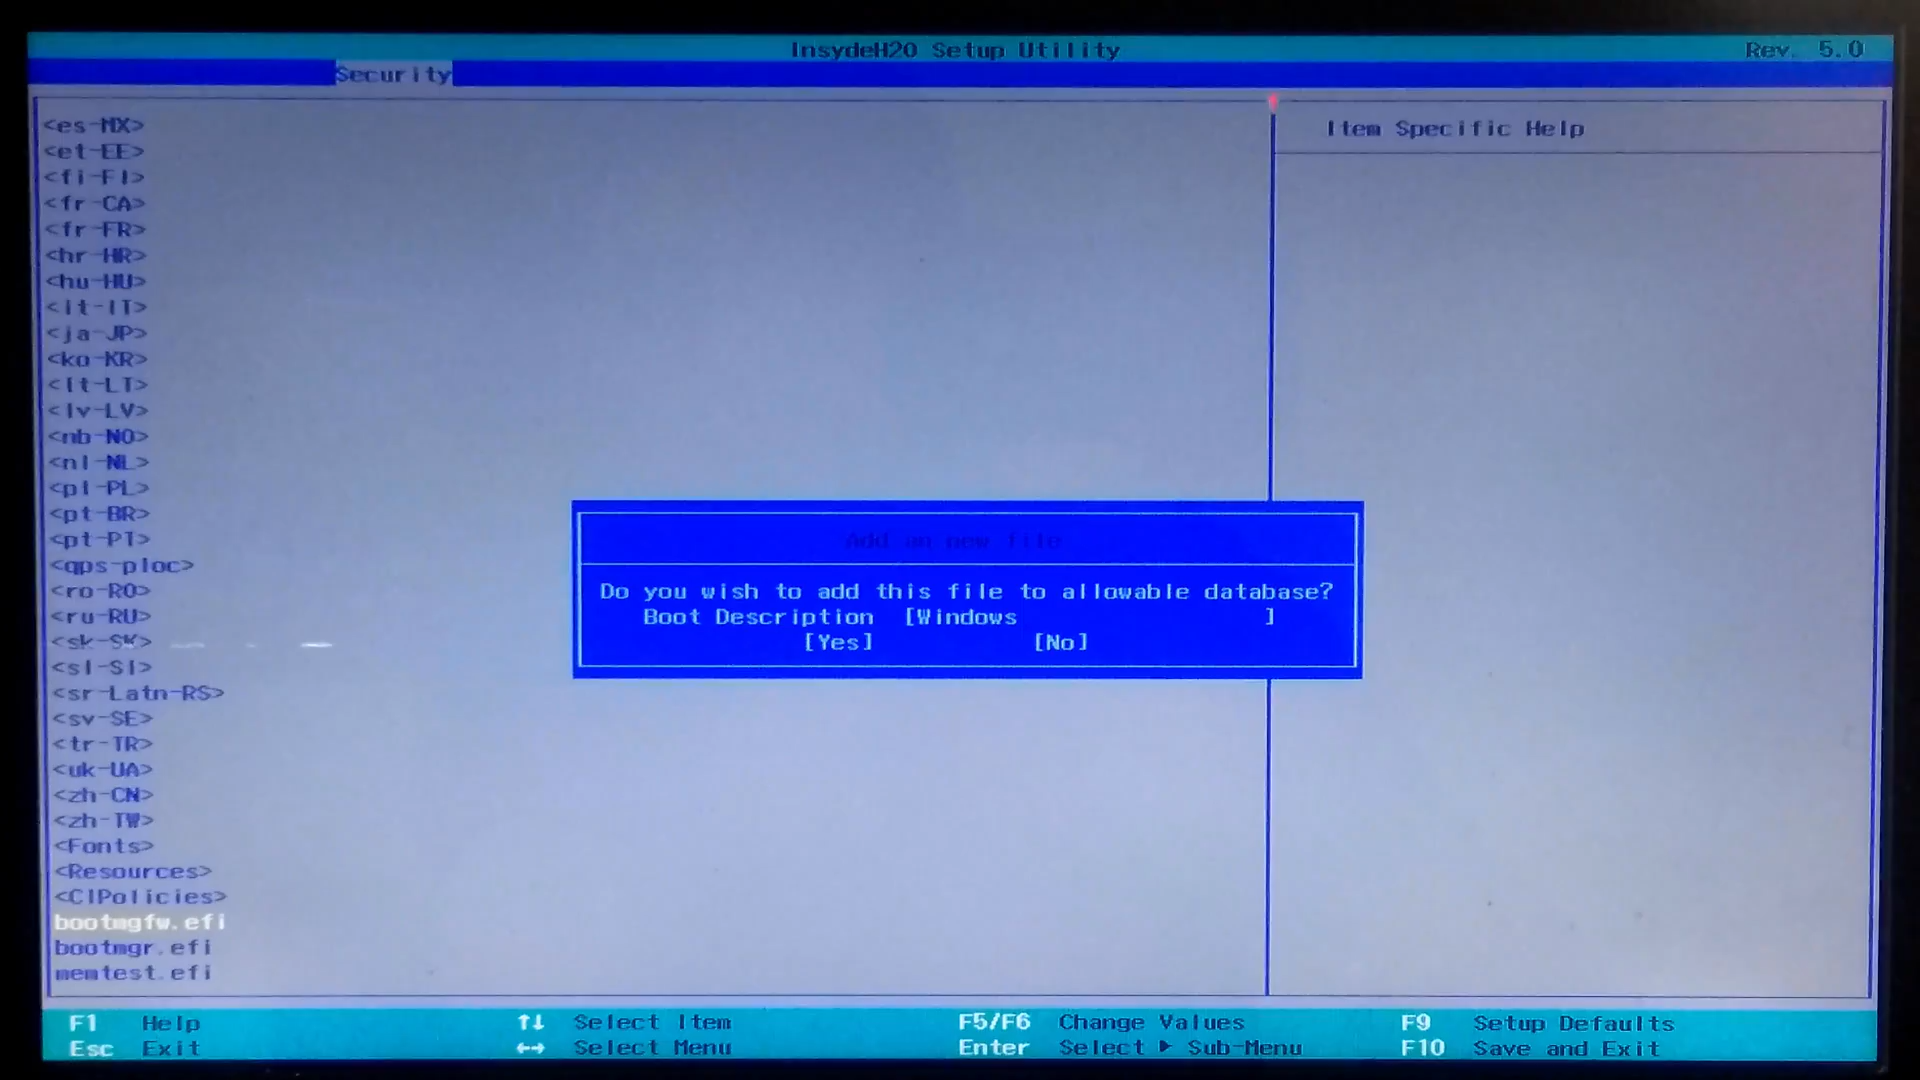 InsydeH2O Setup Utility
Rev. 5.0
Security
Item Specific Help
<es-MX>
<et-EE>
<fi-FI>
<fr-CA>
<fr-FR>
<hr-HR>
<hu-HU>
<it-IT>
<ja-JP>
<ko-KR>
<lt-LT>
<lv-LV>
<nb-NO>
<nl-NL>
<pl-PL>
<pt-BR>
<pt-PT>
<qps-ploc>
<ro-RO>
<ru-RU>
<sk-SK>
<sl-SI>
<sr-Latn-RS>
<sv-SE>
<tr-TR>
<uk-UA>
<zh-CN>
<zh-TW>
<Fonts>
<Resources>
<CIPolicies>
bootmgfw.efi
bootmgr.efi
memtest.efi
Add an new file
Do you wish to add this file to allowable database?
Boot Description [Windows ]
[Yes] [No]
F1 Help ↑↓ Select Item F5/F6 Change Values F9 Setup Defaults
Esc Exit ↔ Select Menu Enter Select ▶ Sub-Menu F10 Save and Exit